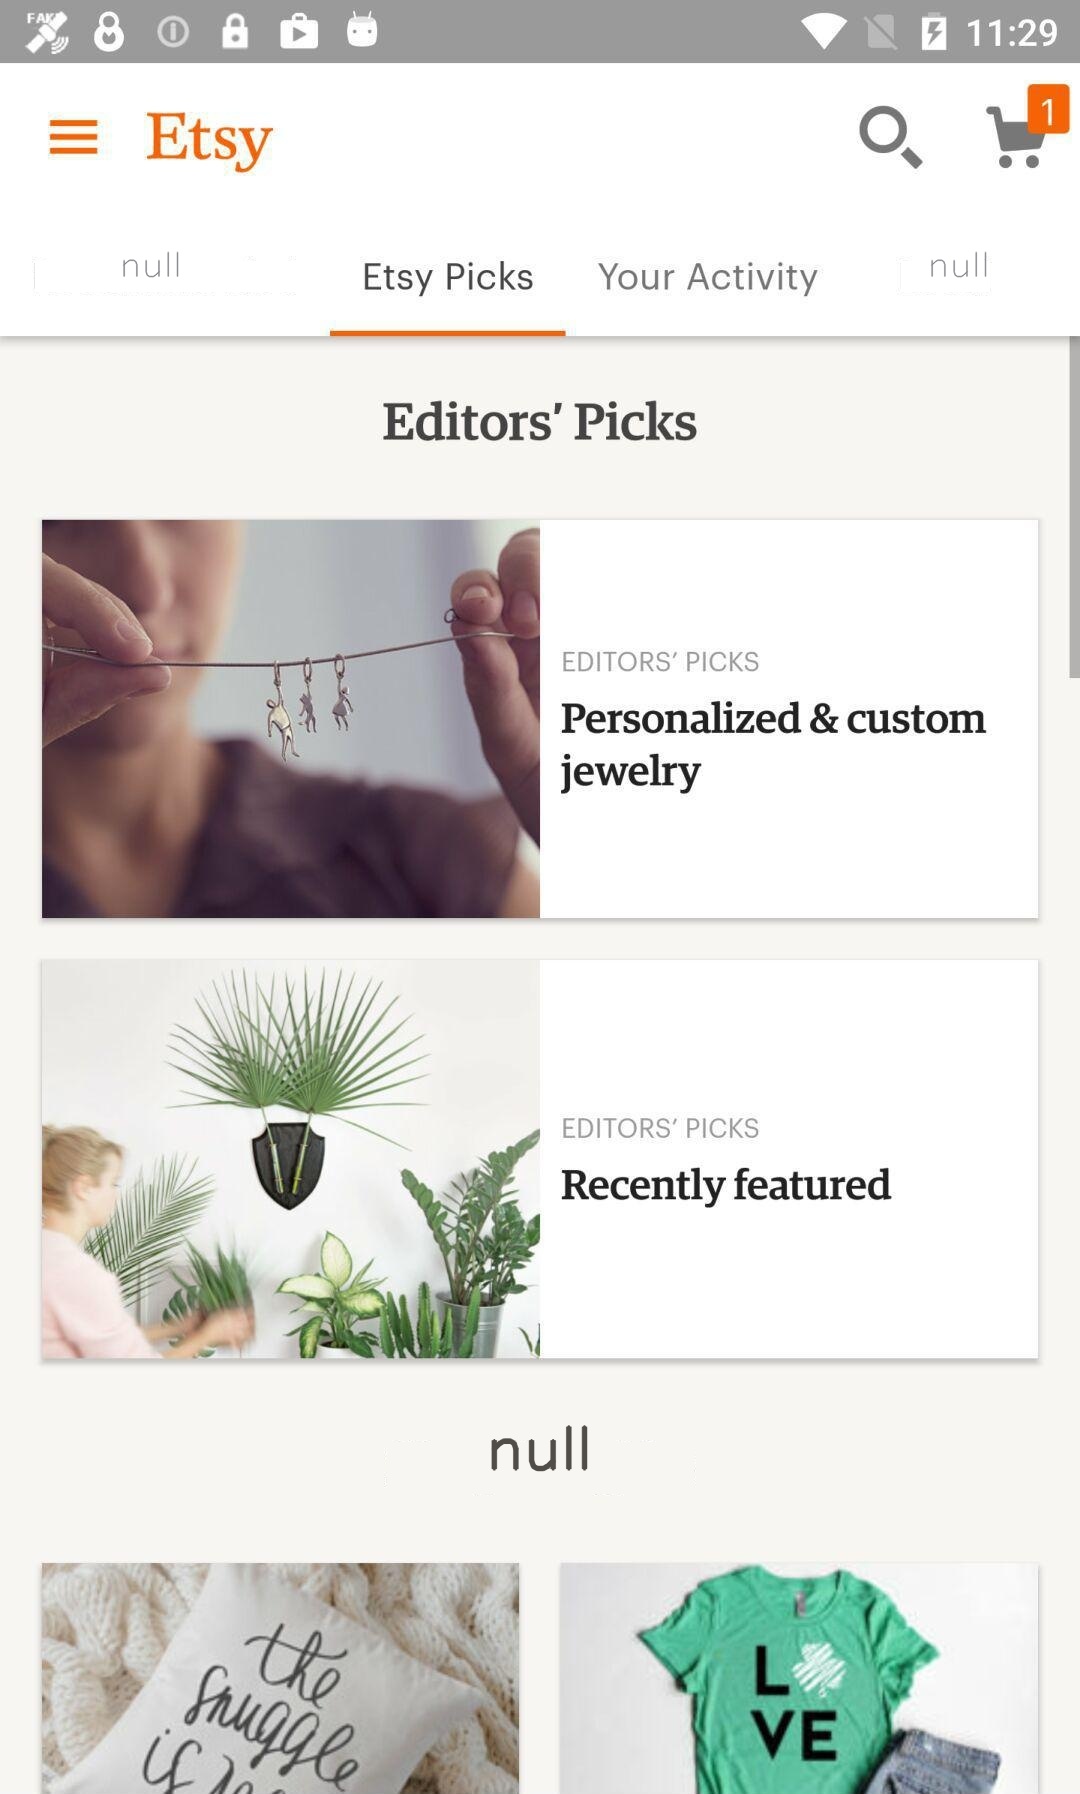 FAKE
11:29
Etsy
1
null
Etsy Picks
Your Activity
null
Editors’ Picks
EDITORS’ PICKS
Personalized & custom
jewelry
EDITORS’ PICKS
Recently featured
null
the
snuggle
is
L
VE